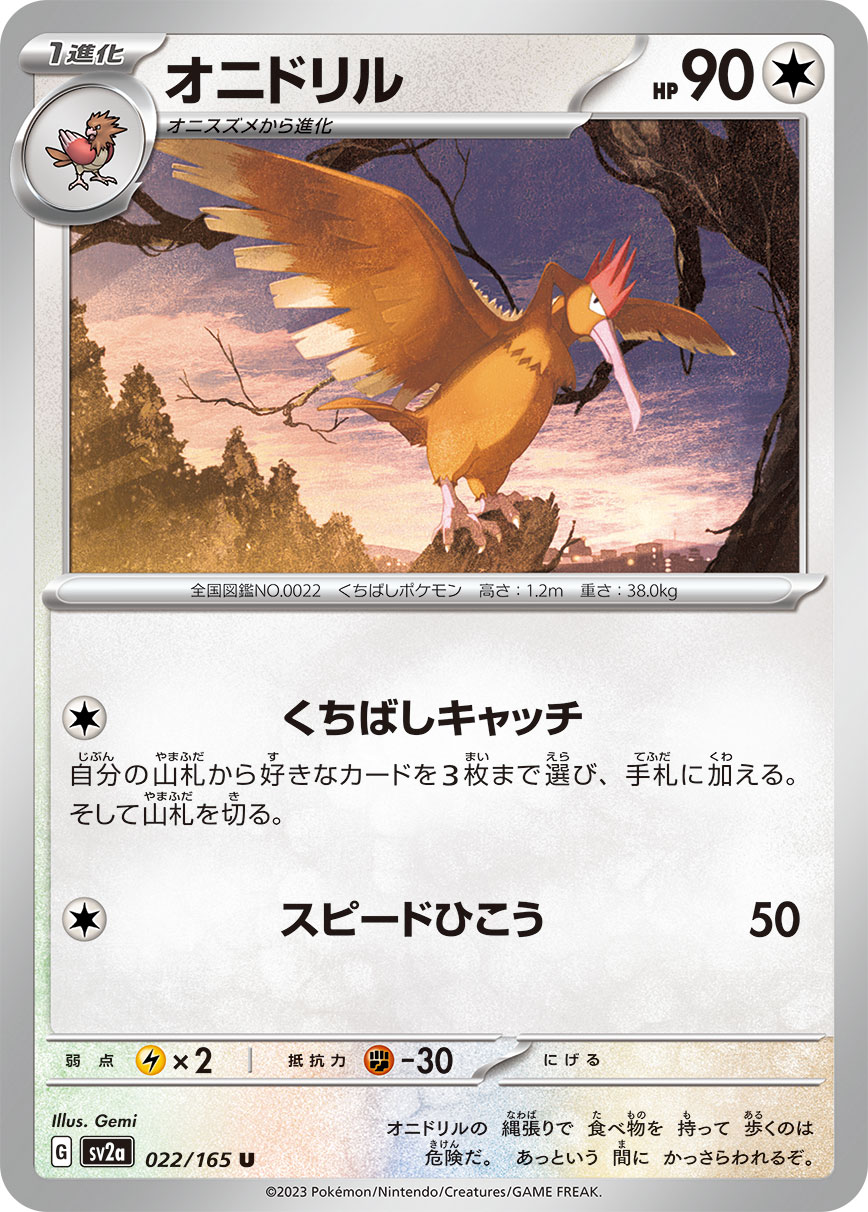 1進化
オニドリル
HP 90
オニスズメから進化
全国図鑑NO.0022 くちばしポケモン 高さ：1.2m 重さ：38.0kg
くちばしキャッチ
自分の山札から好きなカードを3枚まで選び、手札に加える。
そして山札を切る。
スピードひこう 50
弱点 ×2 抵抗力 -30 にげる
Illus. Gemi
オニドリルの 縄張りで 食べ物を 持って 歩くのは
危険だ。 あっという 間に かっさらわれるぞ。
G sv2a 022/165 U
©2023 Pokémon/Nintendo/Creatures/GAME FREAK.